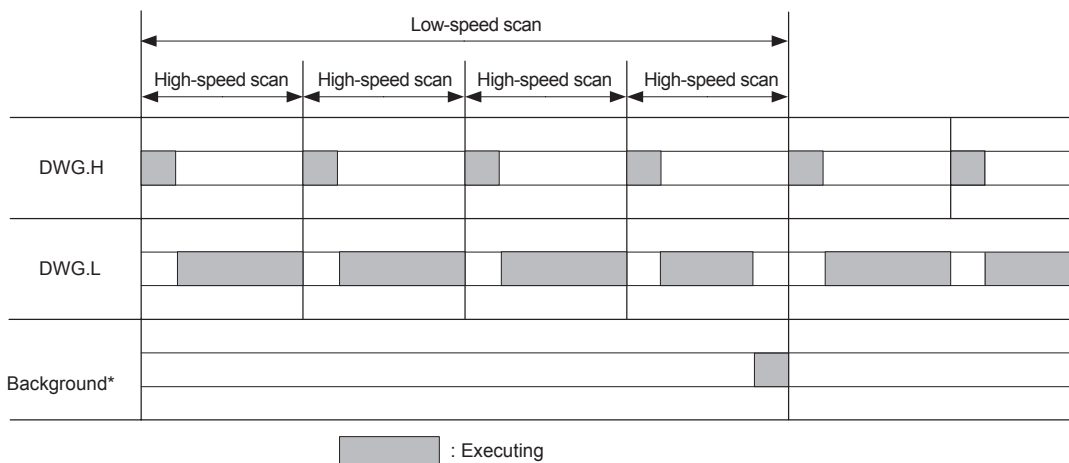 Low-speed scan
High-speed scan High-speed scan High-speed scan High-speed scan
DWG.H
DWG.L
Background*
: Executing